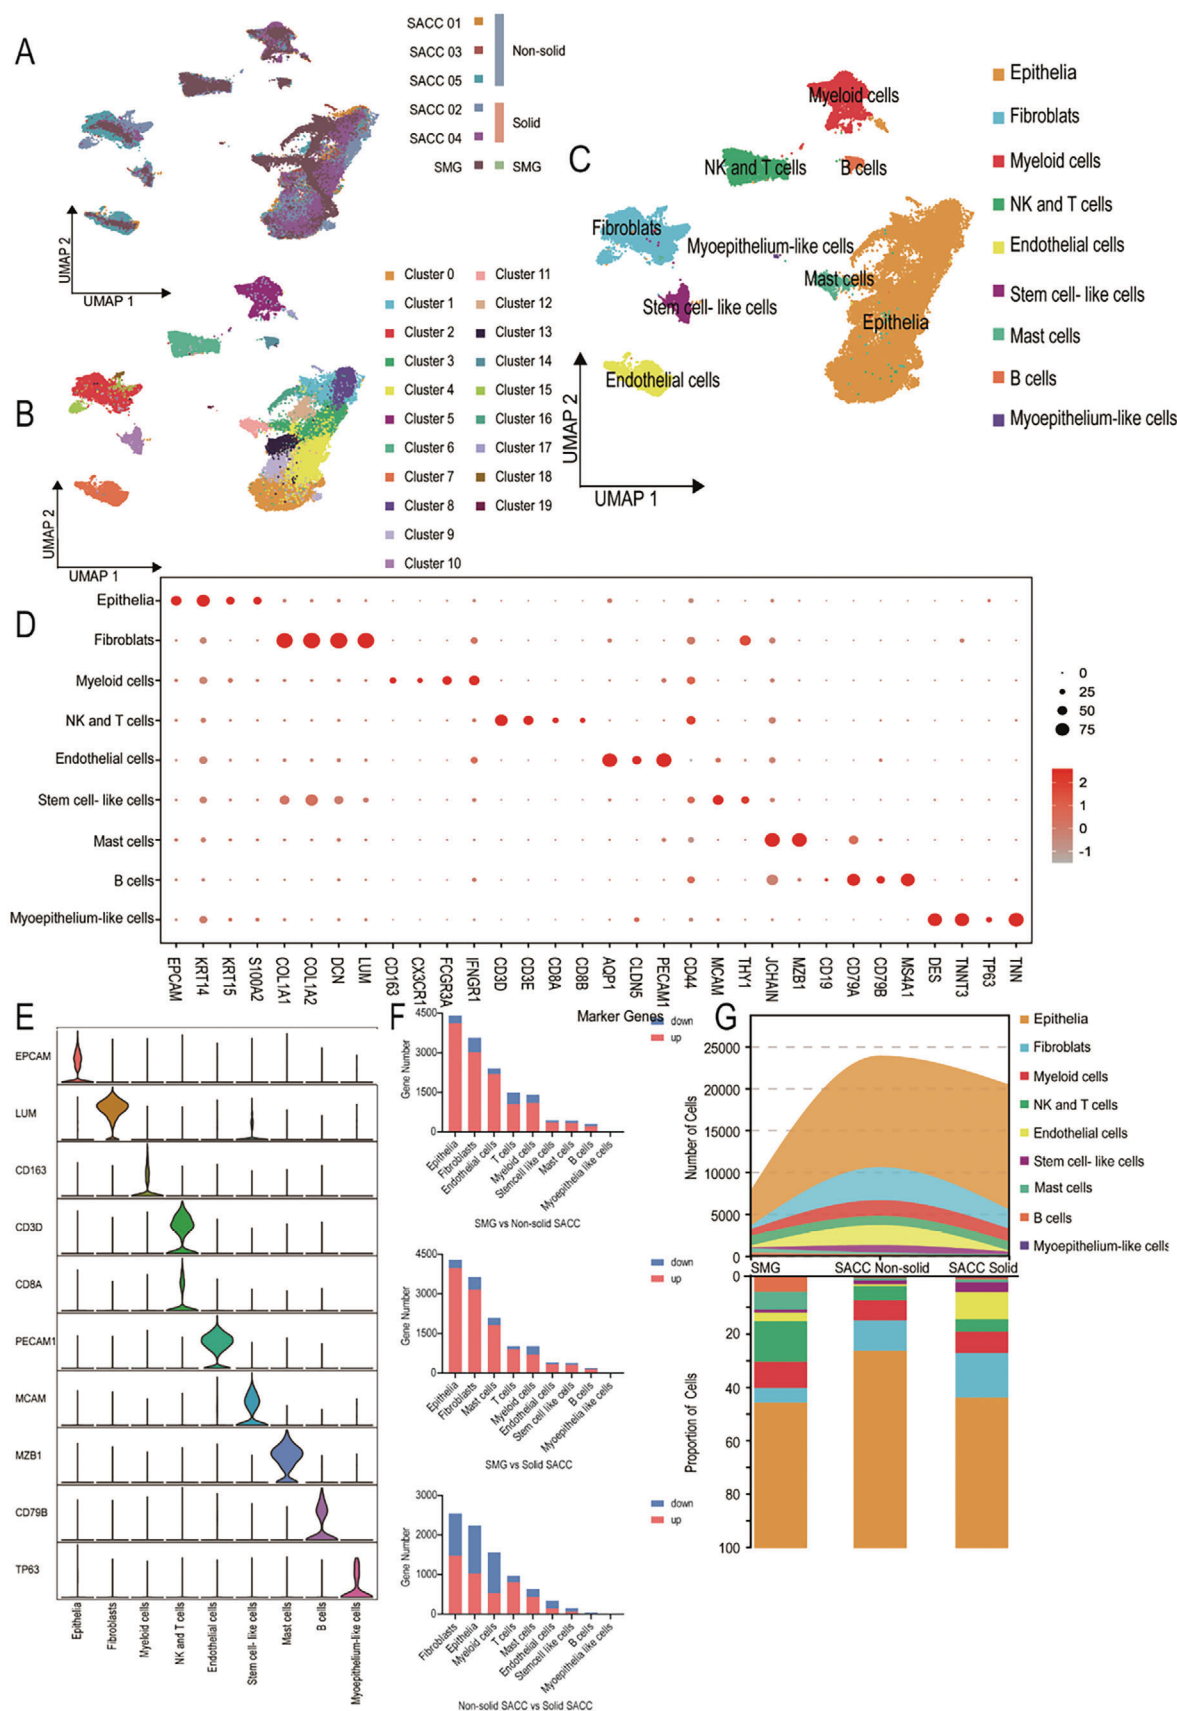 A
SACC 01
SACC 03
SACC 05
SACC 02
SACC 04
SMG
Non-solid
Solid
SMG
UMAP 2
UMAP 1
B
Cluster 0
Cluster 1
Cluster 2
Cluster 3
Cluster 4
Cluster 5
Cluster 6
Cluster 7
Cluster 8
Cluster 9
Cluster 10
Cluster 11
Cluster 12
Cluster 13
Cluster 14
Cluster 15
Cluster 16
Cluster 17
Cluster 18
Cluster 19
UMAP 2
UMAP 1
C
Myeloid cells
NK and T cells
B cells
Fibroblats
Myoepithelium-like cells
Mast cells
Stem cell- like cells
Epithelia
Endothelial cells
UMAP 2
UMAP 1
Epithelia
Fibroblats
Myeloid cells
NK and T cells
Endothelial cells
Stem cell- like cells
Mast cells
B cells
Myoepithelium-like cells
D
Epithelia
Fibroblats
Myeloid cells
NK and T cells
Endothelial cells
Stem cell- like cells
Mast cells
B cells
Myoepithelium-like cells
EPCAM
KRT14
KRT15
S100A2
COL1A1
COL1A2
DCN
LUM
CD163
CX3CR1
FCGR3A
IFNGR1
CD3D
CD3E
CD8A
CD8B
AQP1
CLDN5
PECAM1
CD44
MCAM
THY1
JCHAIN
MZB1
CD19
CD79A
CD79B
MS4A1
DES
TNNT3
TP63
TNN
Marker Genes
0
25
50
75
2
1
0
-1
E
EPCAM
LUM
CD163
CD3D
CD8A
PECAM1
MCAM
MZB1
CD79B
TP63
Epithelia
Fibroblasts
Myeloid cells
NK and T cells
Endothelial cells
Stem cell- like cells
Mast cells
B cells
Myoepithelium-like cells
F
down
up
Gene Number
4500
3000
1500
0
Epithelia
Fibroblasts
Endothelial cells
T cells
Myeloid cells
Stemcell like cells
Mast cells
B cells
Myoepithelia like cells
SMG vs Non-solid SACC
down
up
Gene Number
4500
3000
1500
0
Epithelia
Fibroblasts
Mast cells
T cells
Myeloid cells
Endothelial cells
Stem cell like cells
B cells
Myoepithelia like cells
SMG vs Solid SACC
down
up
Gene Number
3000
2000
1000
0
Fibroblasts
Epithelia
Myeloid cells
T cells
Mast cells
Endothelial cells
Stemcell like cells
B cells
Myoepithelia like cells
Non-solid SACC vs Solid SACC
G
Number of Cells
25000
20000
15000
10000
5000
0
Epithelia
Fibroblats
Myeloid cells
NK and T cells
Endothelial cells
Stem cell- like cells
Mast cells
B cells
Myoepithelium-like cells
SMG
SACC Non-solid
SACC Solid
Proportion of Cells
0
20
40
60
80
100